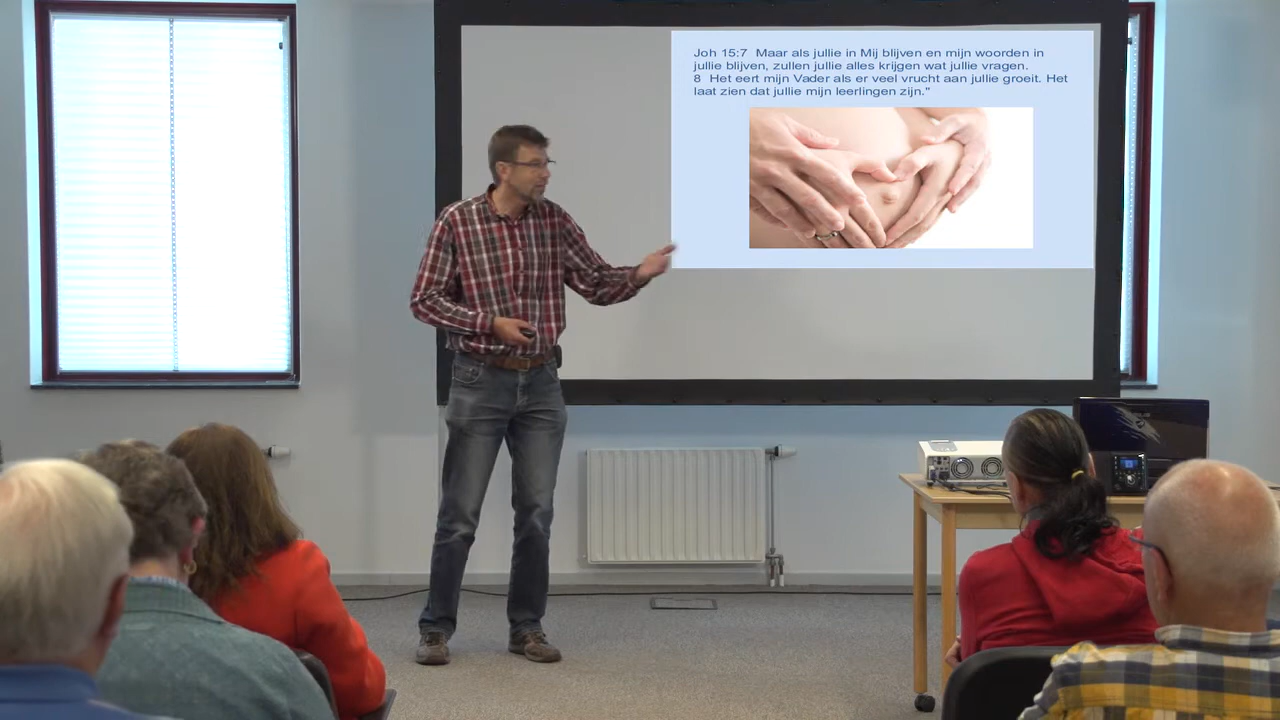 Joh 15:7  Maar als jullie in Mij blijven en mijn woorden in
jullie blijven, zullen jullie alles krijgen wat jullie vragen.
8  Het eert mijn Vader als er veel vrucht aan jullie groeit. Het
laat zien dat jullie mijn leerlingen zijn."